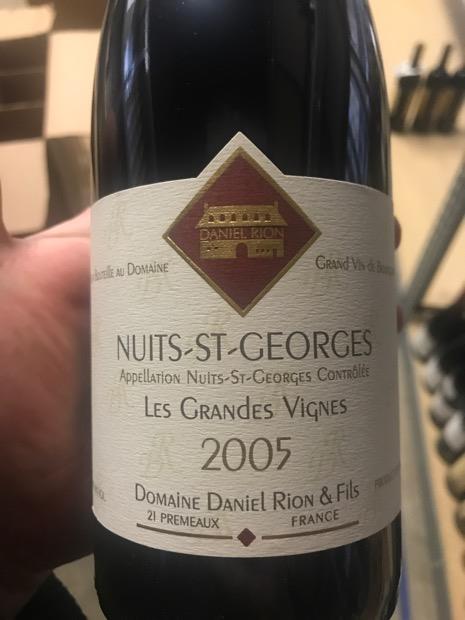 DANIEL RION
Bouteille au Domaine
Grand Vin de
Nuits-St-Georges
Appellation Nuits-St-Georges Contrôlée
Les Grandes Vignes
2005
Domaine Daniel Rion & Fils
21 PREMEAUX FRANCE